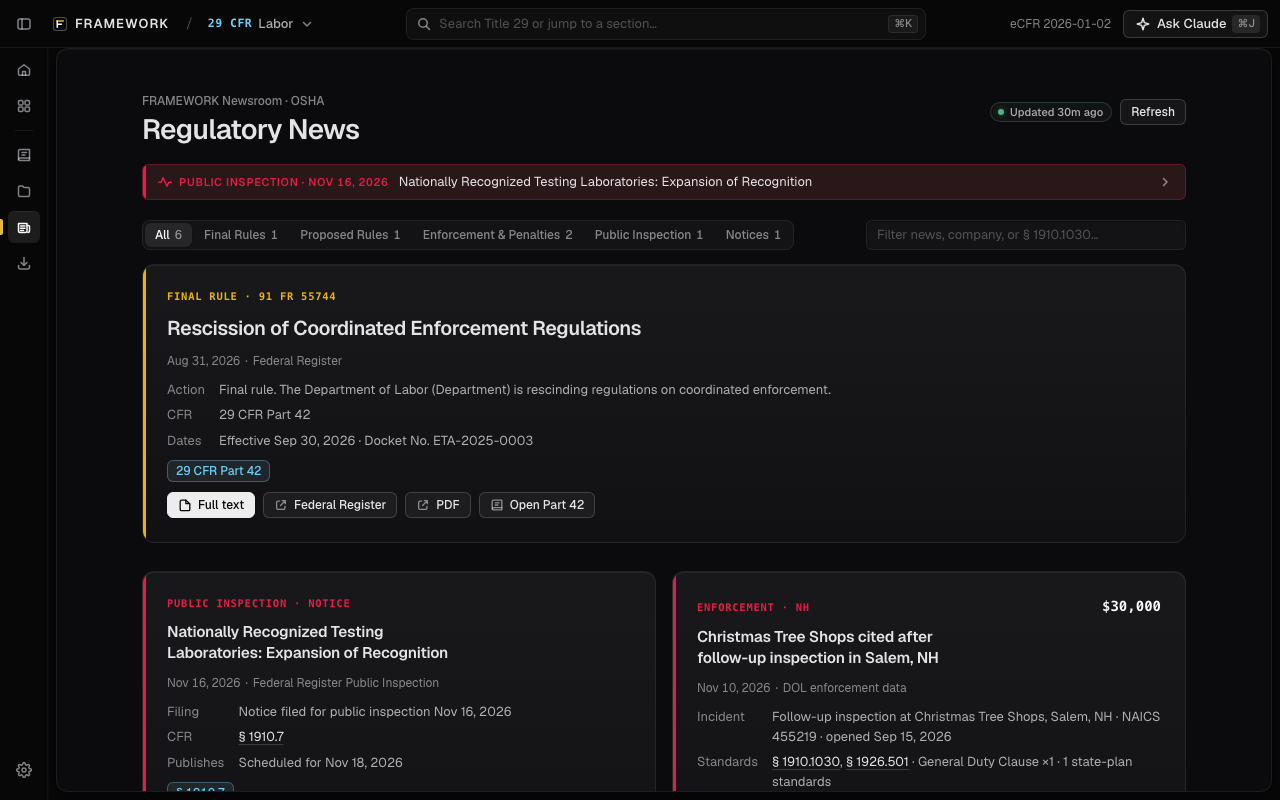 FRAMEWORK / 29 CFR Labor
Search Title 29 or jump to a section… ⌘K
eCFR 2026-01-02
Ask Claude ⌘J
FRAMEWORK Newsroom · OSHA
Regulatory News
Updated 30m ago
Refresh
PUBLIC INSPECTION · NOV 16, 2026 Nationally Recognized Testing Laboratories: Expansion of Recognition
All 6 Final Rules 1 Proposed Rules 1 Enforcement & Penalties 2 Public Inspection 1 Notices 1
Filter news, company, or § 1910.1030…
FINAL RULE · 91 FR 55744
Rescission of Coordinated Enforcement Regulations
Aug 31, 2026 · Federal Register
Action Final rule. The Department of Labor (Department) is rescinding regulations on coordinated enforcement.
CFR 29 CFR Part 42
Dates Effective Sep 30, 2026 · Docket No. ETA-2025-0003
29 CFR Part 42
Full text Federal Register PDF Open Part 42
PUBLIC INSPECTION · NOTICE
Nationally Recognized Testing
Laboratories: Expansion of Recognition
Nov 16, 2026 · Federal Register Public Inspection
Filing Notice filed for public inspection Nov 16, 2026
CFR § 1910.7
Publishes Scheduled for Nov 18, 2026
§ 1910.7
ENFORCEMENT · NH
$30,000
Christmas Tree Shops cited after
follow-up inspection in Salem, NH
Nov 10, 2026 · DOL enforcement data
Incident Follow-up inspection at Christmas Tree Shops, Salem, NH · NAICS
455219 · opened Sep 15, 2026
Standards § 1910.1030, § 1926.501 · General Duty Clause ×1 · 1 state-plan
standards